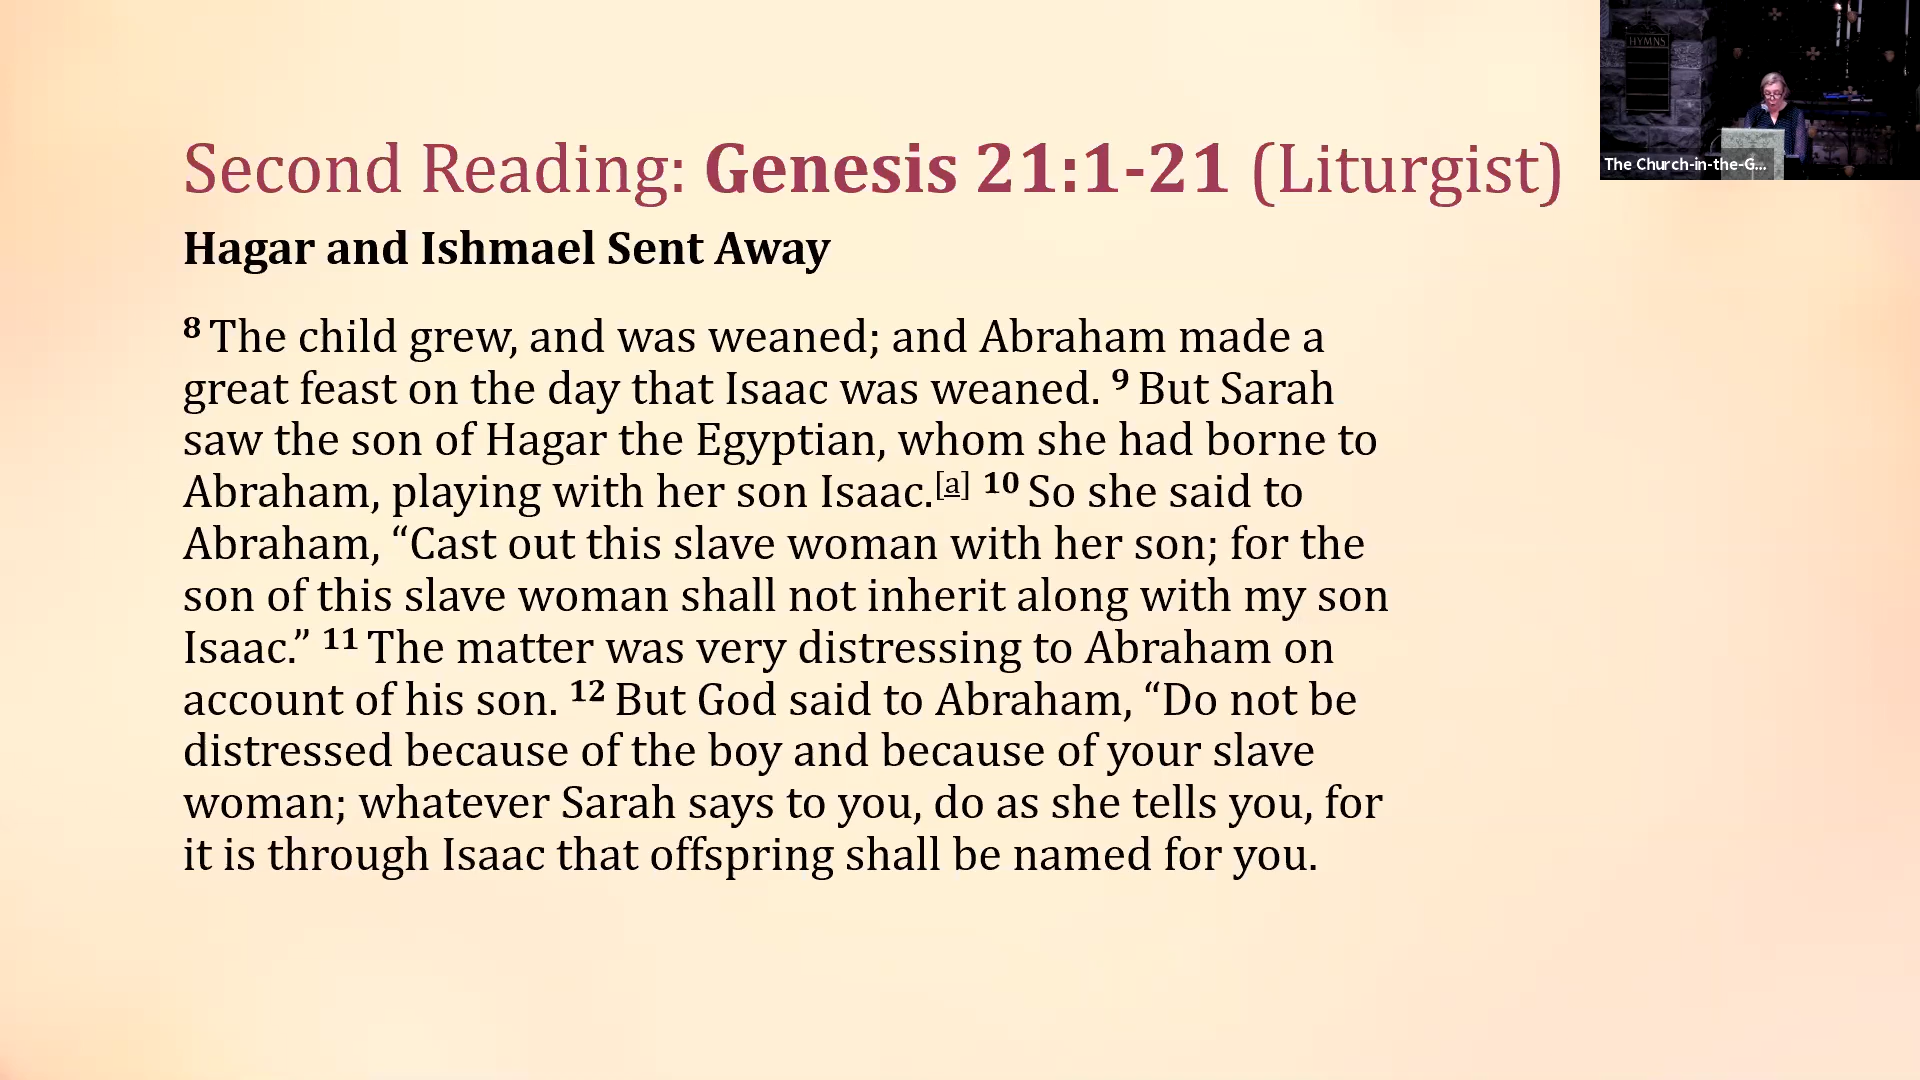 Second Reading: Genesis 21:1-21 (Liturgist)
Hagar and Ishmael Sent Away
8 The child grew, and was weaned; and Abraham made a
great feast on the day that Isaac was weaned. 9 But Sarah
saw the son of Hagar the Egyptian, whom she had borne to
Abraham, playing with her son Isaac.[a] 10 So she said to
Abraham, “Cast out this slave woman with her son; for the
son of this slave woman shall not inherit along with my son
Isaac.” 11 The matter was very distressing to Abraham on
account of his son. 12 But God said to Abraham, “Do not be
distressed because of the boy and because of your slave
woman; whatever Sarah says to you, do as she tells you, for
it is through Isaac that offspring shall be named for you.
HYMNS
The Church-in-the-G...